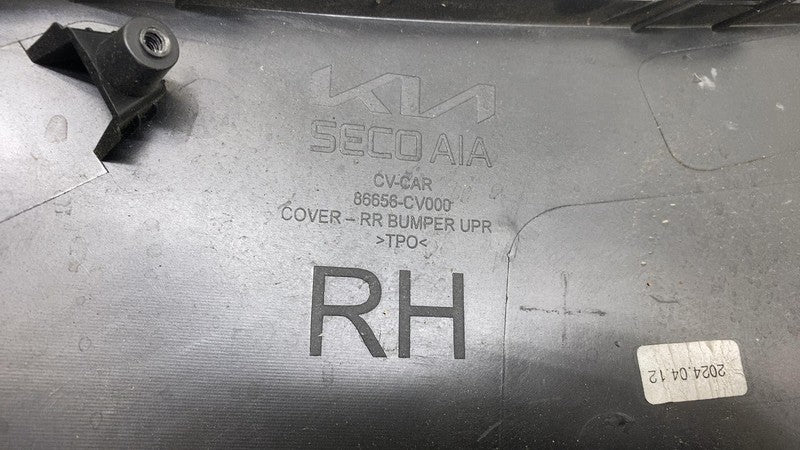 KIA
SECO AIA
CV-CAR
86656-CV000
COVER – RR BUMPER UPR
>TPO<
RH
2024.04.12